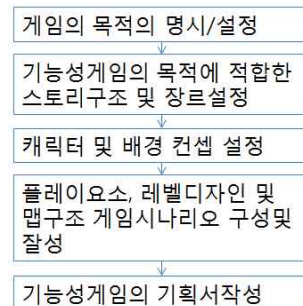 게임의 목적의 명시/설정
기능성게임의 목적에 적합한
스토리구조 및 장르설정
캐릭터 및 배경 컨셉 설정
플레이요소, 레벨디자인 및
맵구조 게임시나리오 구성및
잘성
기능성게임의 기획서작성